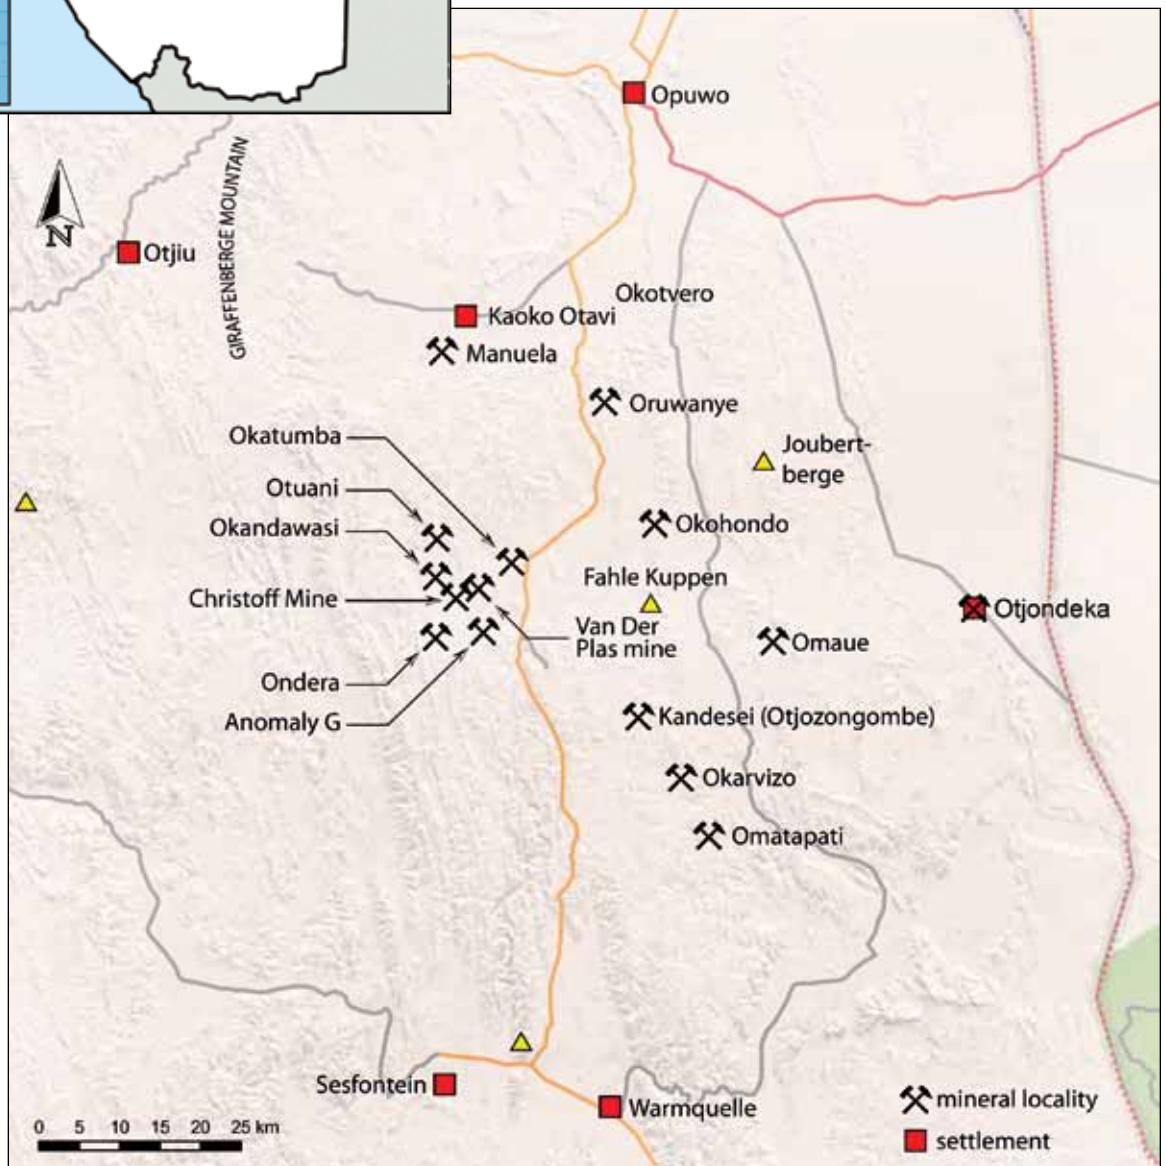 Opuwo
GIRAFFENBERGE MOUNTAIN
N
Otjiu
Okotvero
Kaoko Otavi
Manuela
Oruwanye
Okatumba
Joubert-
berge
Otuani
Okandawasi
Okohondo
Fahle Kuppen
Christoff Mine
Otjondeka
Van Der
Plas mine
Omaue
Ondera
Anomaly G
Kandesei (Otjozongombe)
Okarvizo
Omatapati
Sesfontein
Warmquelle
mineral locality
settlement
0 5 10 15 20 25 km